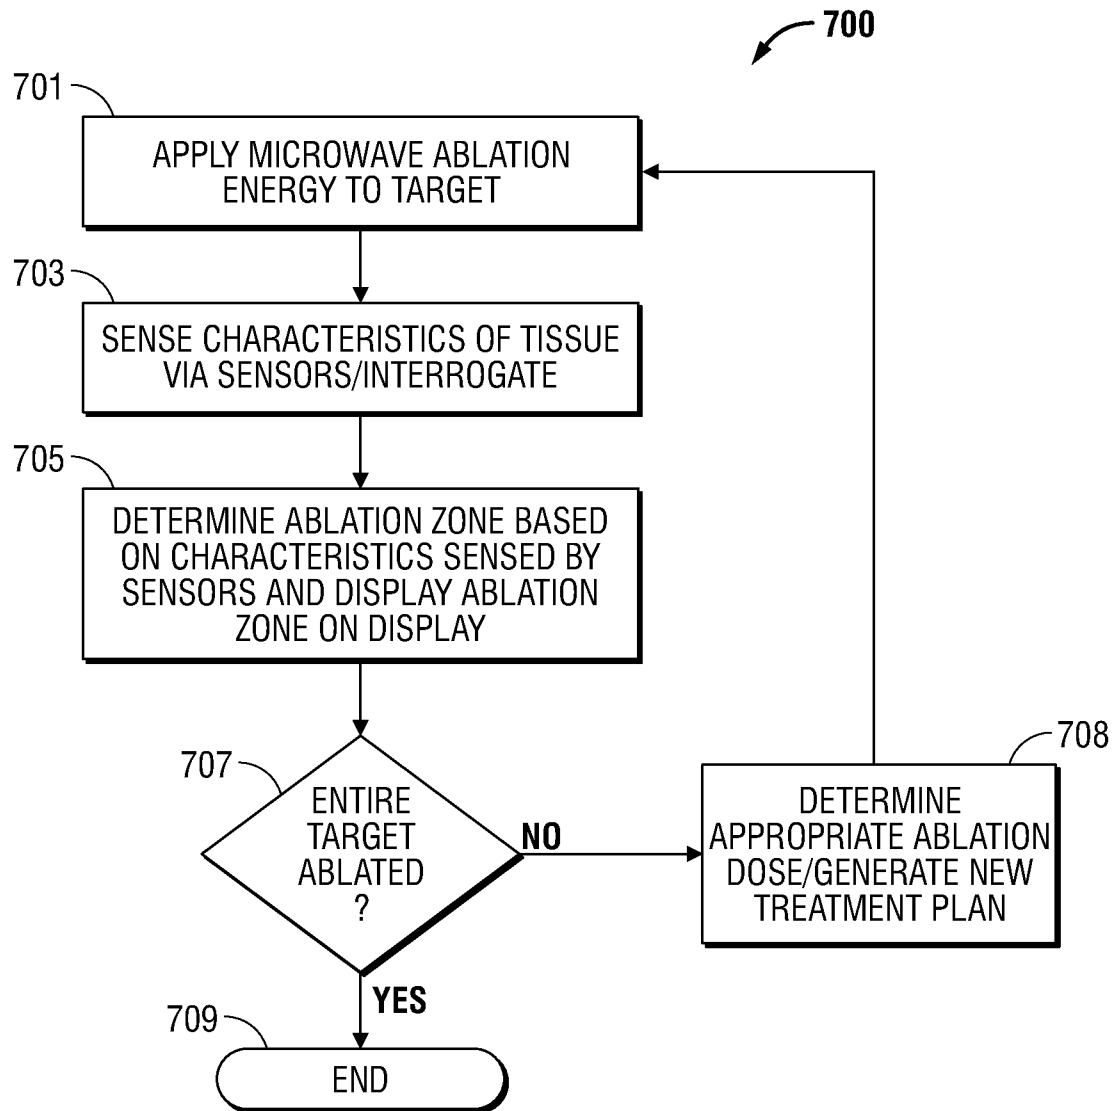 700
701
APPLY MICROWAVE ABLATION
ENERGY TO TARGET
703
SENSE CHARACTERISTICS OF TISSUE
VIA SENSORS/INTERROGATE
705
DETERMINE ABLATION ZONE BASED
ON CHARACTERISTICS SENSED BY
SENSORS AND DISPLAY ABLATION
ZONE ON DISPLAY
707
ENTIRE
TARGET
ABLATED
?
NO
708
DETERMINE
APPROPRIATE ABLATION
DOSE/GENERATE NEW
TREATMENT PLAN
YES
709
END